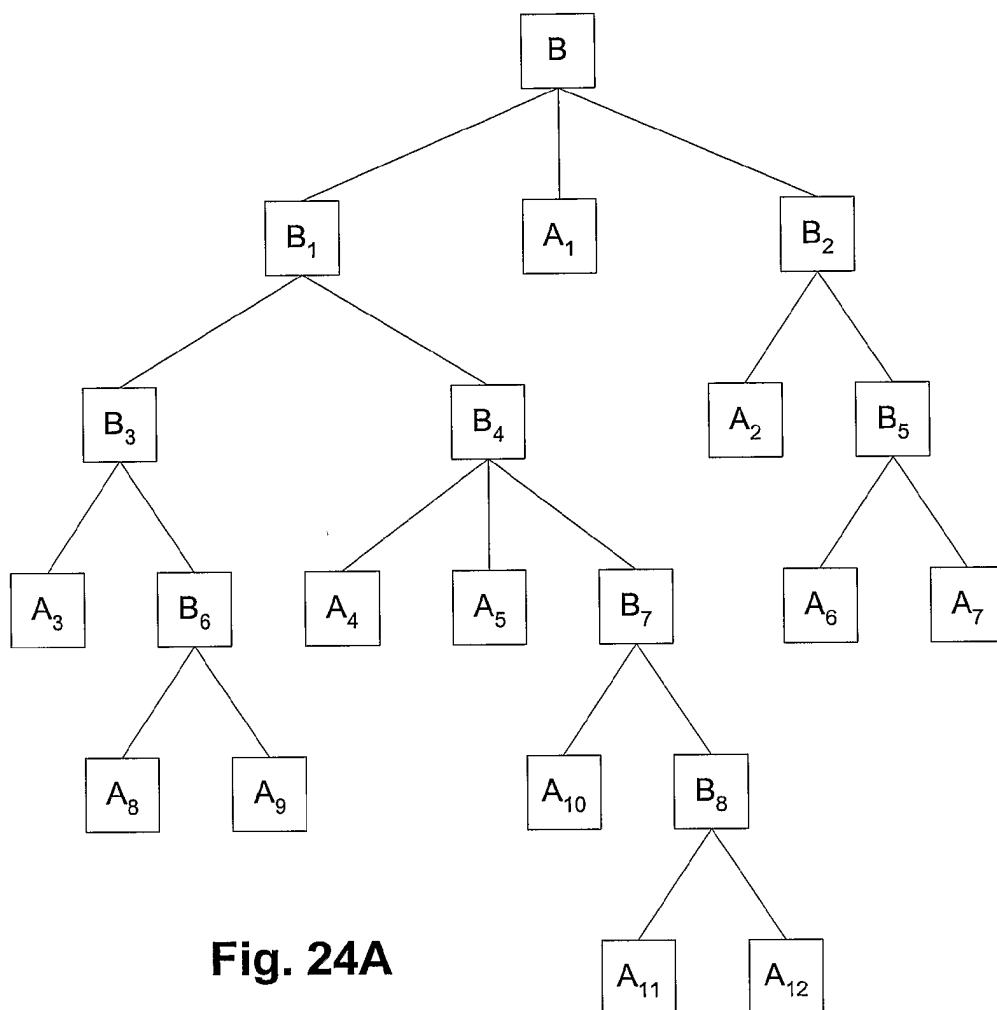 B
B₁ A₁ B₂
B₃ B₄ A₂ B₅
A₃ B₆ A₄ A₅ B₇ A₆ A₇
A₈ A₉ A₁₀ B₈
A₁₁ A₁₂
Fig. 24A